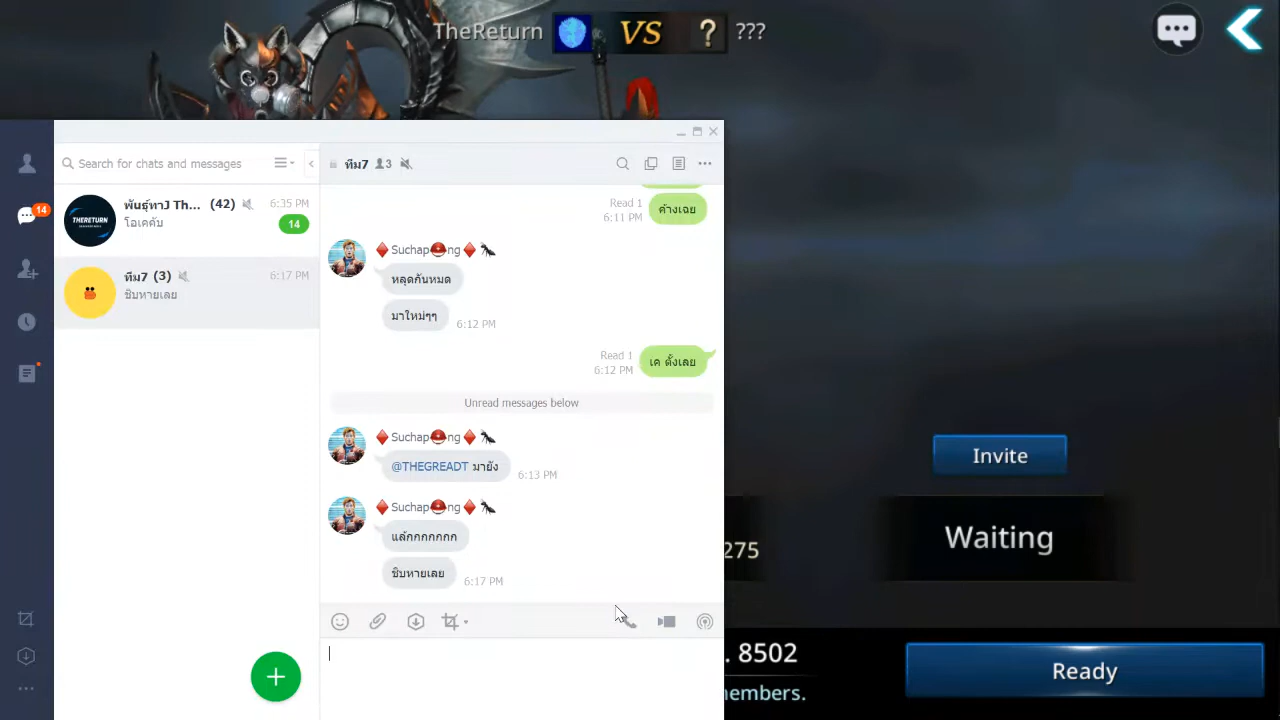 TheReturn VS ? ???
Search for chats and messages
ทีม7 3
พันธุ์ทาง Th... (42) 6:35 PM
โอเคคับ 14
THERETURN
ทีม7 (3) 6:17 PM
ชิบหายเลย
14
Read 1
6:11 PM
ค้างเฉย
Suchap ng
หลุดกันหมด
มาใหม่ๆๆ 6:12 PM
Read 1
6:12 PM
เค ตั้งเลย
Unread messages below
Suchap ng
@THEGREADT มายัง 6:13 PM
Suchap ng
แล้กกกกกกก
ชิบหายเลย 6:17 PM
Invite
Waiting
275
. 8502
embers.
Ready